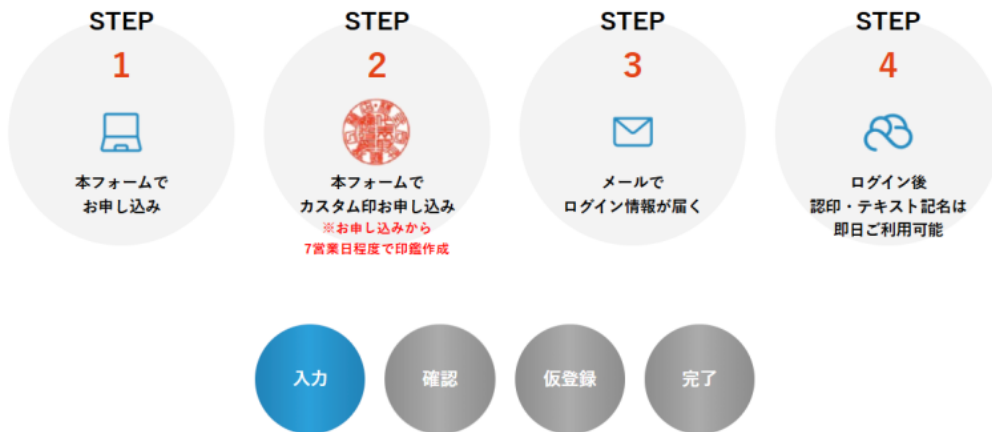 STEP
1
本フォームで
お申し込み
STEP
2
本フォームで
カスタム印お申し込み
※お申し込みから
7営業日程度で印鑑作成
STEP
3
メールで
ログイン情報が届く
STEP
4
ログイン後
認印・テキスト記名は
即日ご利用可能
入力
確認
仮登録
完了